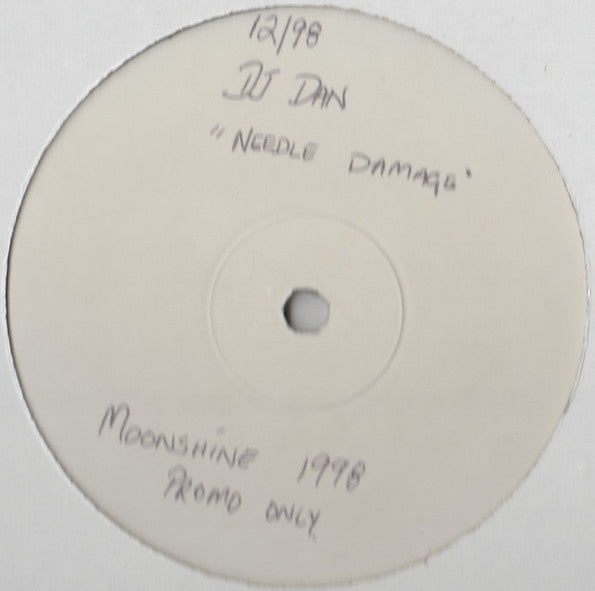 12/98
DJ DAN
"NEEDLE DAMAGE"
MOONSHINE 1998
PROMO ONLY